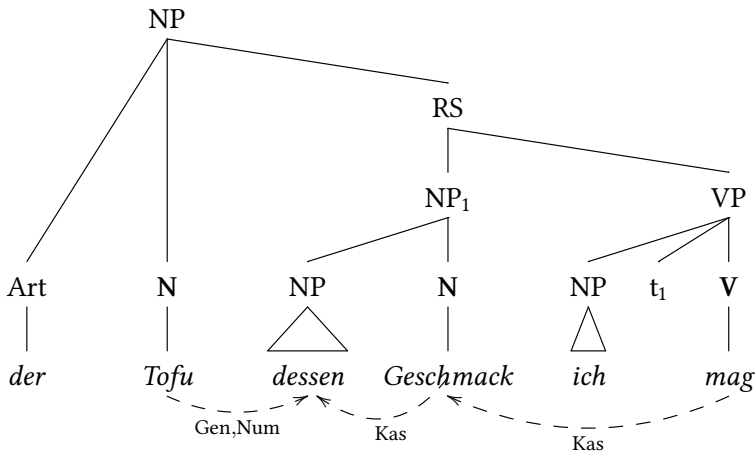 NP
RS
NP₁ VP
Art N NP N NP t₁ V
der Tofu dessen Geschmack ich mag
Gen,Num Kas Kas